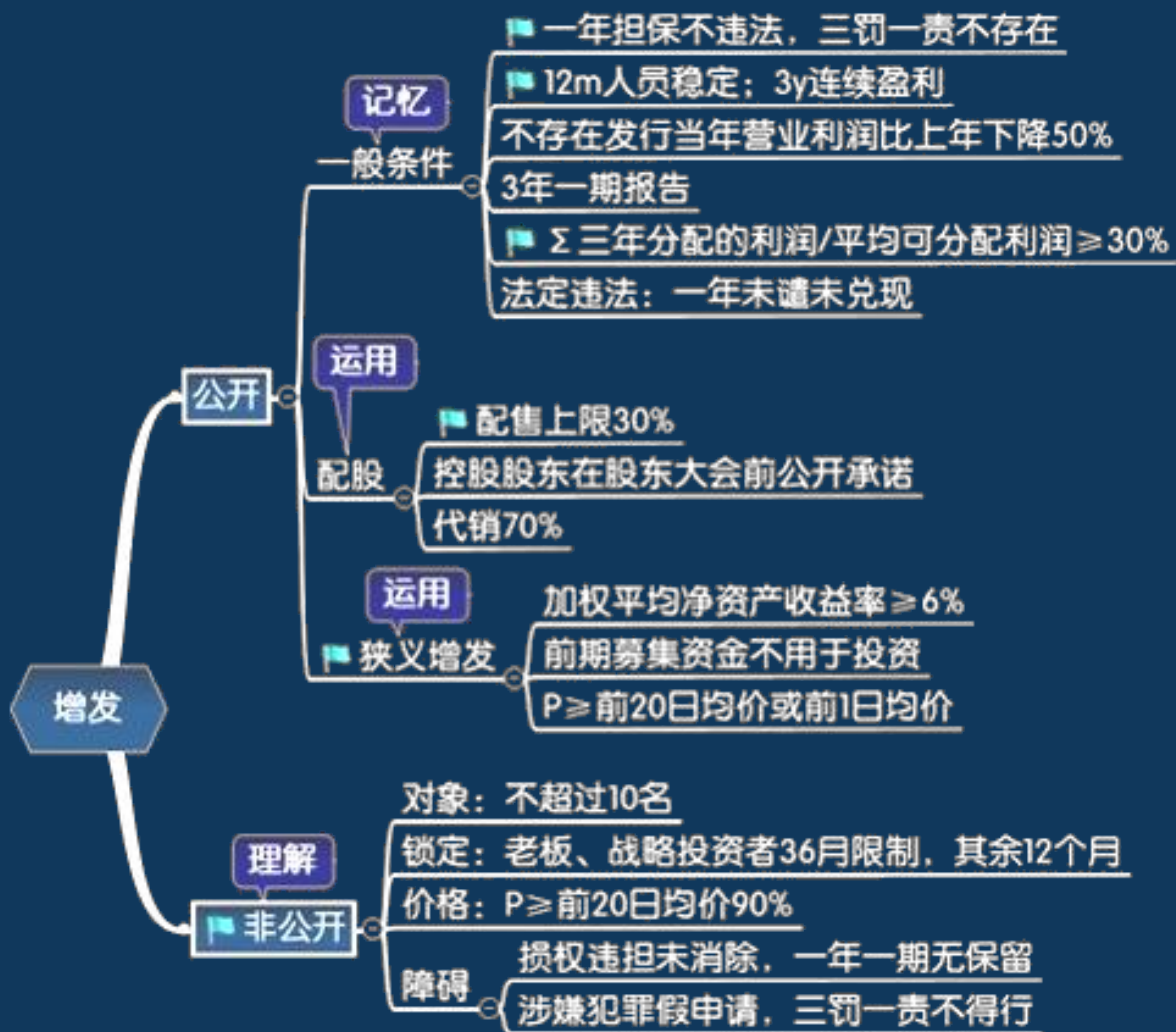 一年担保不违法，三罚一责不存在
12m人员稳定；3y连续盈利
记忆
一般条件
不存在发行当年营业利润比上年下降50%
3年一期报告
Σ三年分配的利润/平均可分配利润≥30%
法定违法：一年未谴未兑现
公开
运用
配股
配售上限30%
控股股东在股东大会前公开承诺
代销70%
运用
狭义增发
加权平均净资产收益率≥6%
前期募集资金不用于投资
P≥前20日均价或前1日均价
增发
理解
非公开
对象：不超过10名
锁定：老板、战略投资者36月限制，其余12个月
价格：P≥前20日均价90%
障碍
损权违担未消除，一年一期无保留
涉嫌犯罪假申请，三罚一责不得行